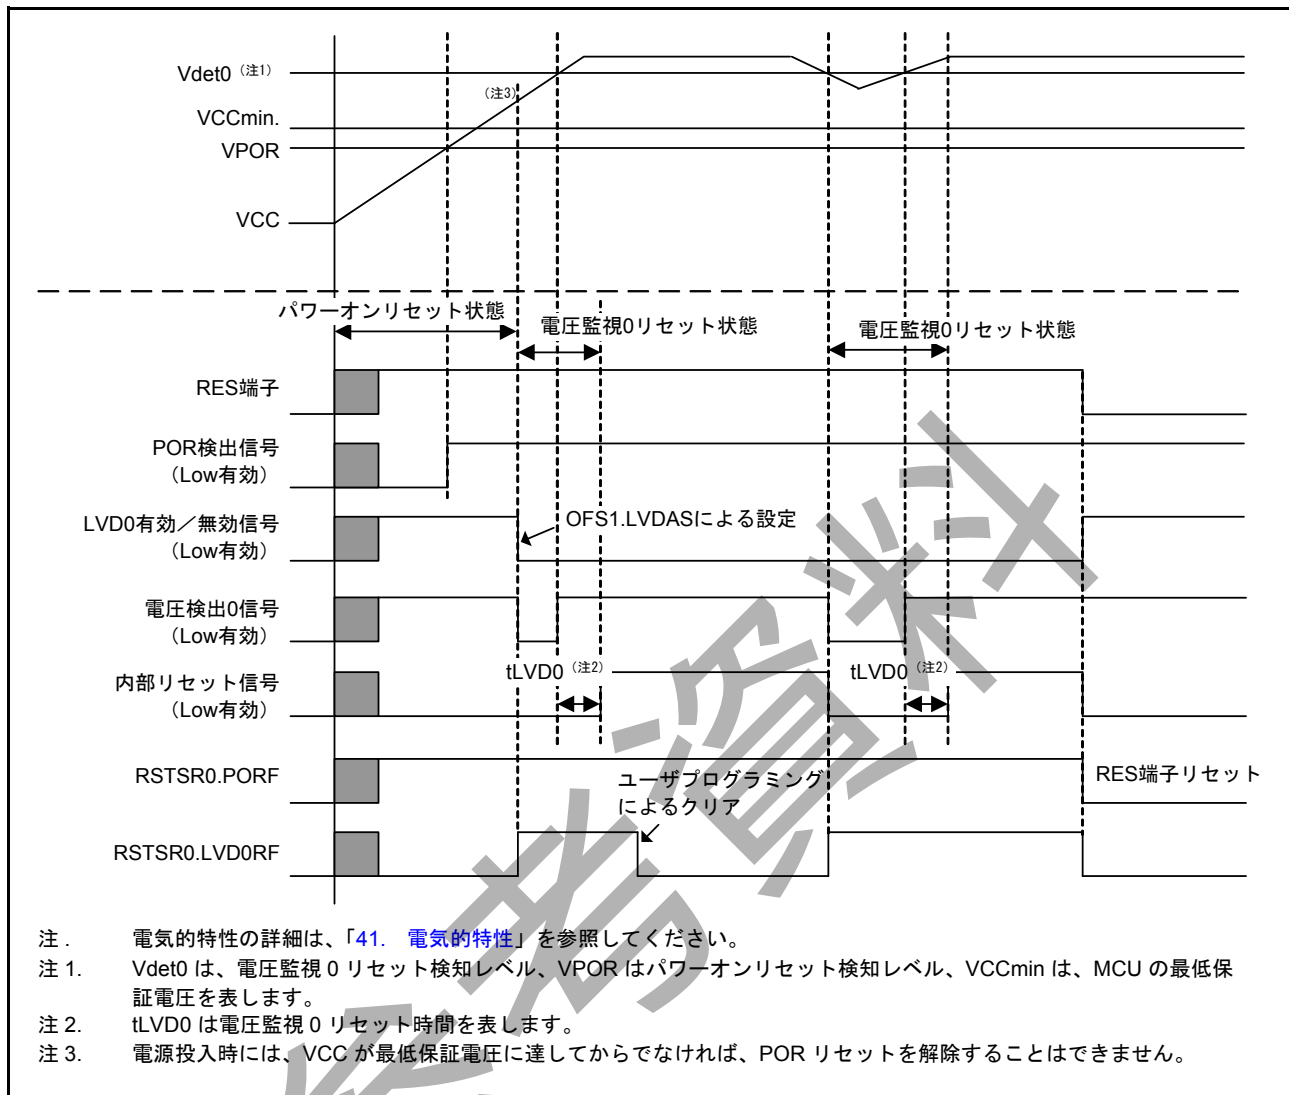 Vdet0（注1）
（注3）
VCCmin.
VPOR
VCC
パワーオンリセット状態
電圧監視0リセット状態
電圧監視0リセット状態
RES端子
POR検出信号
（Low有効）
LVD0有効／無効信号
（Low有効）
OFS1.LVDASによる設定
電圧検出0信号
（Low有効）
tLVD0（注2）
tLVD0（注2）
内部リセット信号
（Low有効）
RSTSR0.PORF
ユーザプログラミング
によるクリア
RES端子リセット
RSTSR0.LVD0RF
注 . 電気的特性の詳細は、「41. 電気的特性」を参照してください。
注 1. Vdet0 は、電圧監視 0 リセット検知レベル、VPOR はパワーオンリセット検知レベル、VCCmin は、MCU の最低保
証電圧を表します。
注 2. tLVD0 は電圧監視 0 リセット時間を表します。
注 3. 電源投入時には、VCC が最低保証電圧に達してからでなければ、POR リセットを解除することはできません。
参考資料